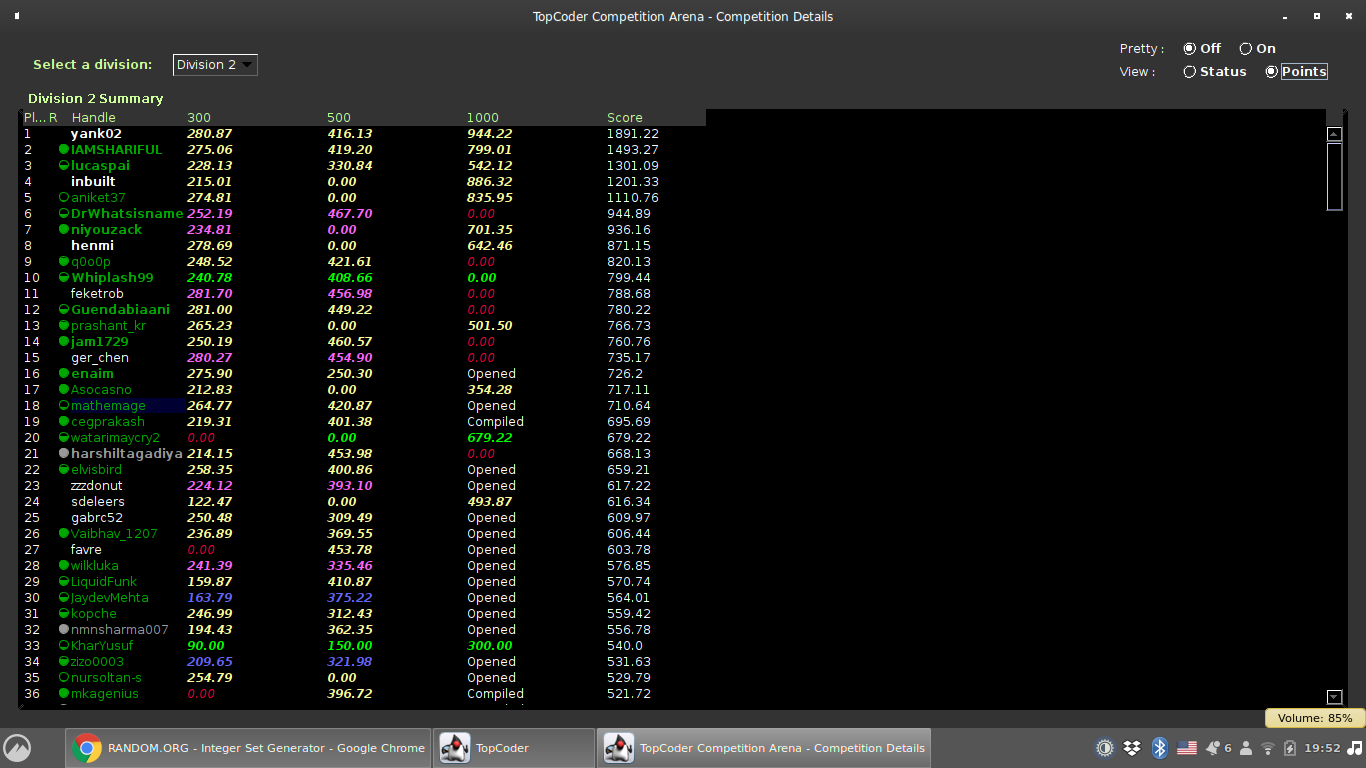 TopCoder Competition Arena - Competition Details
Pretty : Off On
Select a division: Division 2
View : Status Points
Division 2 Summary
Pl... R Handle 300 500 1000 Score
1 yank02 280.87 416.13 944.22 1891.22
2 IAMSHARIFUL 275.06 419.20 799.01 1493.27
3 lucaspai 228.13 330.84 542.12 1301.09
4 inbuilt 215.01 0.00 886.32 1201.33
5 aniket37 274.81 0.00 835.95 1110.76
6 DrWhatsisname 252.19 467.70 0.00 944.89
7 niyouzack 234.81 0.00 701.35 936.16
8 henmi 278.69 0.00 642.46 871.15
9 q0o0p 248.52 421.61 0.00 820.13
10 Whiplash99 240.78 408.66 0.00 799.44
11 feketrob 281.70 456.98 0.00 788.68
12 Guendabiaani 281.00 449.22 0.00 780.22
13 prashant_kr 265.23 0.00 501.50 766.73
14 jam1729 250.19 460.57 0.00 760.76
15 ger_chen 280.27 454.90 0.00 735.17
16 enaim 275.90 250.30 Opened 726.2
17 Asocasno 212.83 0.00 354.28 717.11
18 mathemage 264.77 420.87 Opened 710.64
19 cegprakash 219.31 401.38 Compiled 695.69
20 watarimaycry2 0.00 0.00 679.22 679.22
21 harshiltagadiya 214.15 453.98 0.00 668.13
22 elvisbird 258.35 400.86 Opened 659.21
23 zzzdonut 224.12 393.10 Opened 617.22
24 sdeleers 122.47 0.00 493.87 616.34
25 gabrc52 250.48 309.49 Opened 609.97
26 Vaibhav_1207 236.89 369.55 Opened 606.44
27 favre 0.00 453.78 Opened 603.78
28 wilkluka 241.39 335.46 Opened 576.85
29 LiquidFunk 159.87 410.87 Opened 570.74
30 JaydevMehta 163.79 375.22 Opened 564.01
31 kopche 246.99 312.43 Opened 559.42
32 nmnsharma007 194.43 362.35 Opened 556.78
33 KharYusuf 90.00 150.00 300.00 540.0
34 zizo0003 209.65 321.98 Opened 531.63
35 nursoltan-s 254.79 0.00 Opened 529.79
36 mkagenius 0.00 396.72 Compiled 521.72
Volume: 85%
RANDOM.ORG - Integer Set Generator - Google Chrome TopCoder TopCoder Competition Arena - Competition Details 6 19:52